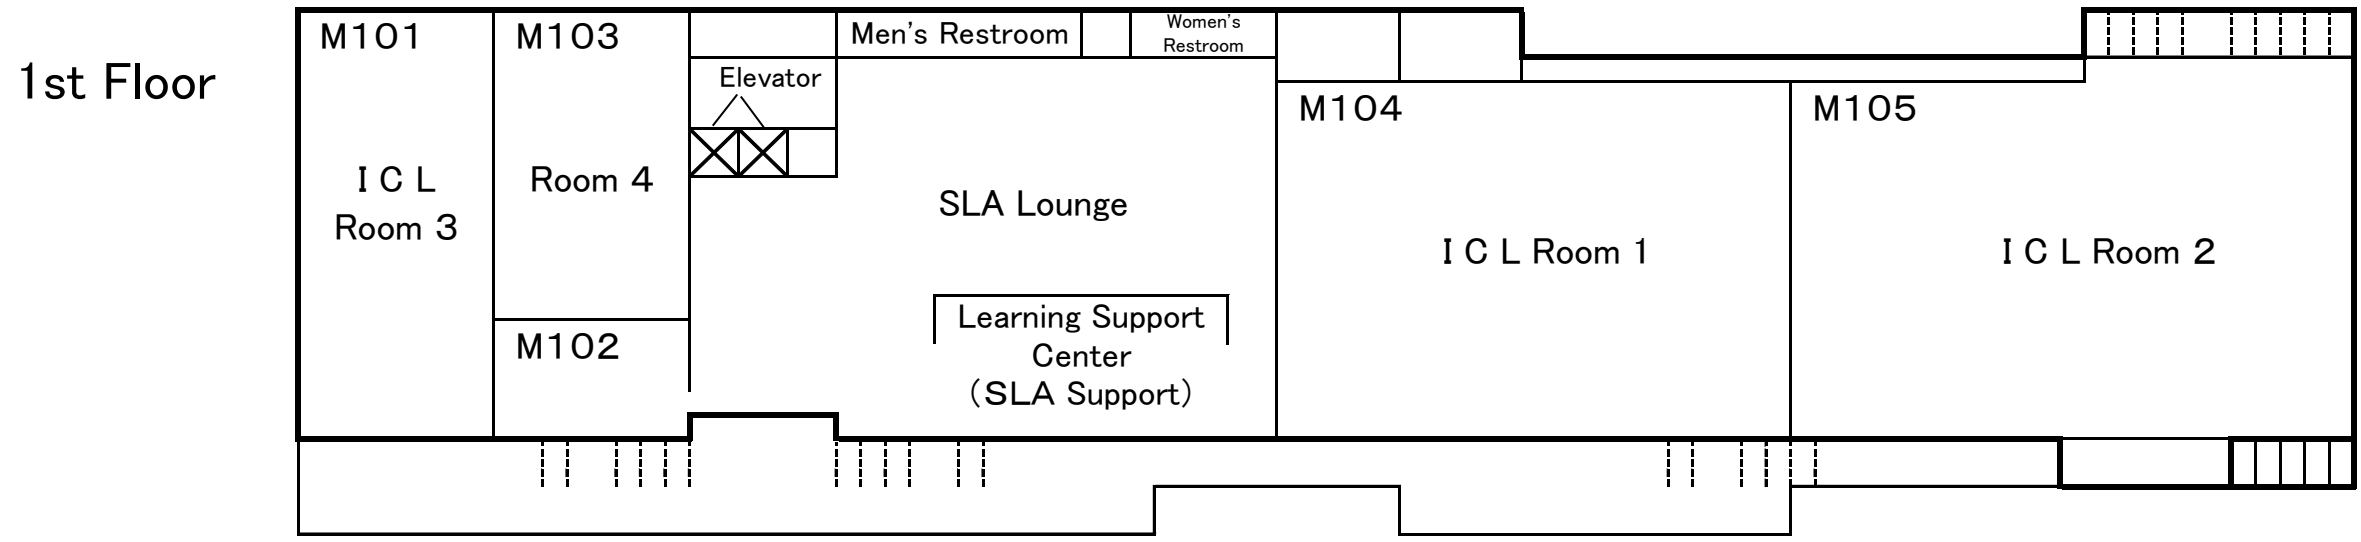 1st Floor
M101
I C L
Room 3
M103
Room 4
M102
Elevator
Men's Restroom
Women's
Restroom
SLA Lounge
Learning Support
Center
（SLA Support）
M104
I C L Room 1
M105
I C L Room 2